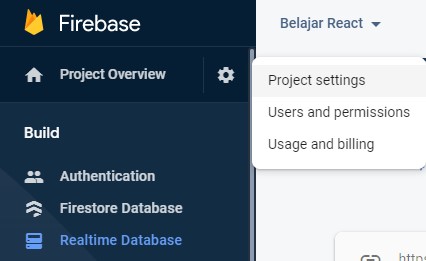 Firebase
Belajar React
Project Overview
Project settings
Users and permissions
Usage and billing
Build
Authentication
Firestore Database
Realtime Database